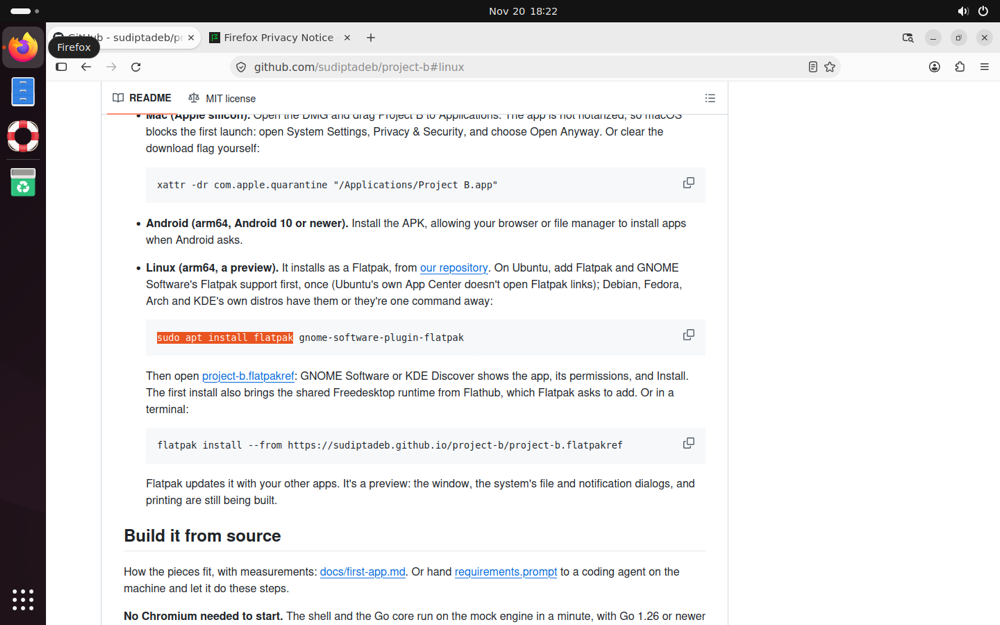 Nov 20 18:22
GitHub - sudiptadeb/pr
Firefox Privacy Notice
Firefox
github.com/sudiptadeb/project-b#linux
README
MIT license
Mac (Apple silicon). Open the DMG and drag Project B to Applications. The app is not notarized, so macOS
blocks the first launch: open System Settings, Privacy & Security, and choose Open Anyway. Or clear the
download flag yourself:
xattr -dr com.apple.quarantine "/Applications/Project B.app"
Android (arm64, Android 10 or newer). Install the APK, allowing your browser or file manager to install apps
when Android asks.
Linux (arm64, a preview). It installs as a Flatpak, from our repository. On Ubuntu, add Flatpak and GNOME
Software's Flatpak support first, once (Ubuntu's own App Center doesn't open Flatpak links); Debian, Fedora,
Arch and KDE's own distros have them or they're one command away:
sudo apt install flatpak gnome-software-plugin-flatpak
Then open project-b.flatpakref: GNOME Software or KDE Discover shows the app, its permissions, and Install.
The first install also brings the shared Freedesktop runtime from Flathub, which Flatpak asks to add. Or in a
terminal:
flatpak install --from https://sudiptadeb.github.io/project-b/project-b.flatpakref
Flatpak updates it with your other apps. It's a preview: the window, the system's file and notification dialogs, and
printing are still being built.
Build it from source
How the pieces fit, with measurements: docs/first-app.md. Or hand requirements.prompt to a coding agent on the
machine and let it do these steps.
No Chromium needed to start. The shell and the Go core run on the mock engine in a minute, with Go 1.26 or newer